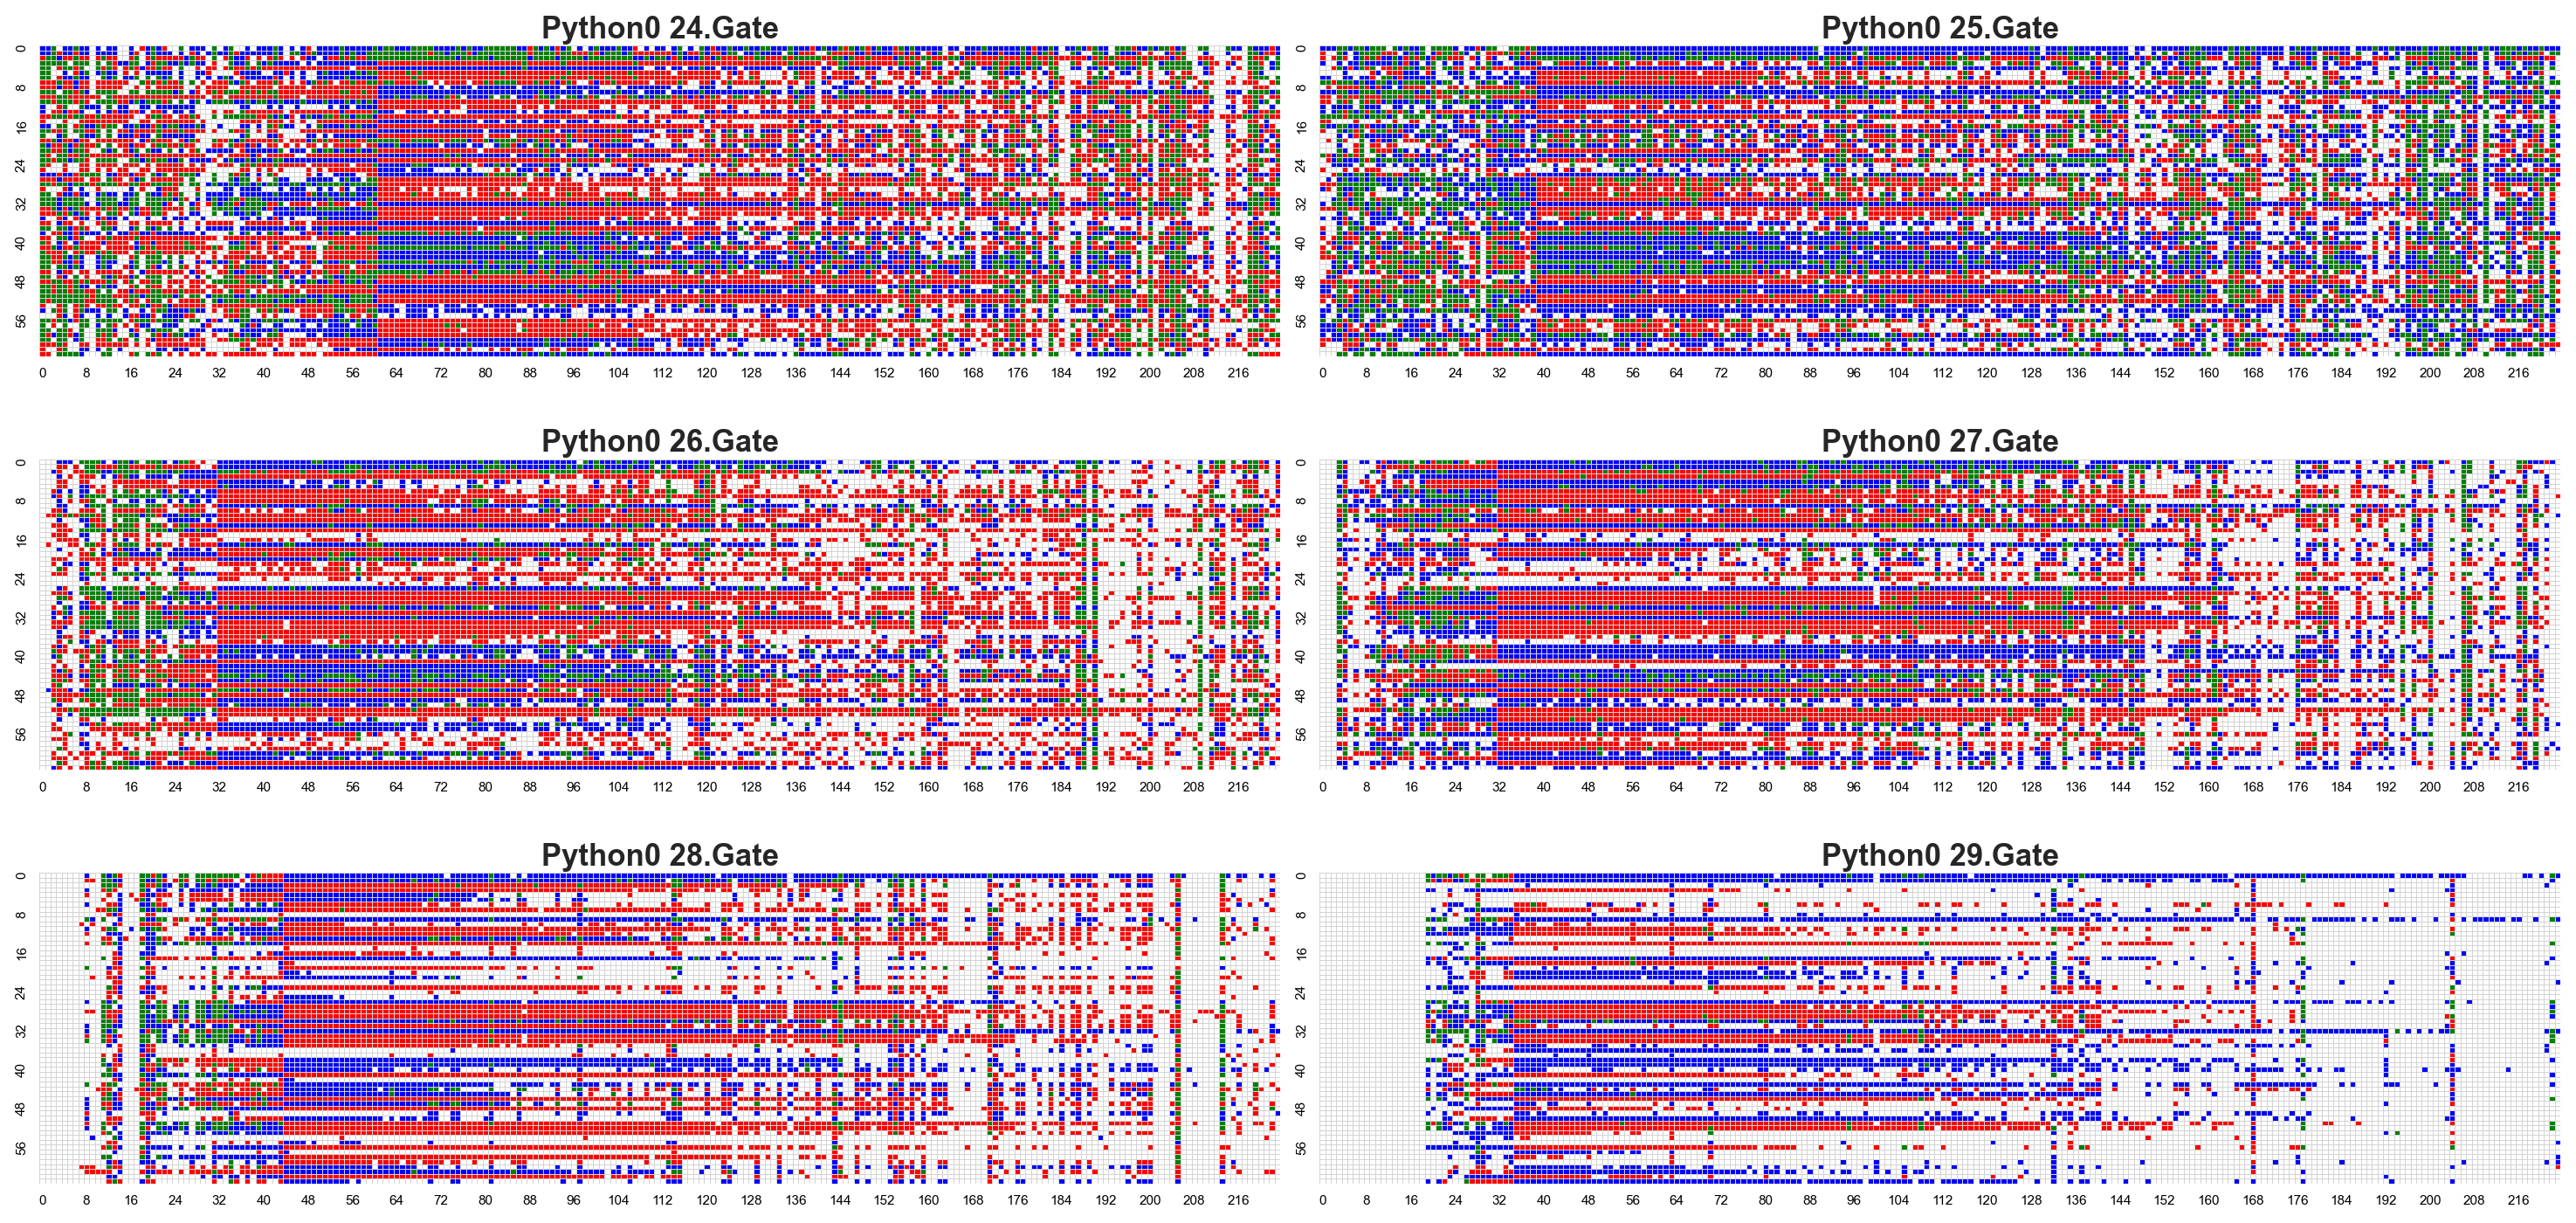 Python0 24.Gate
Python0 25.Gate
0 8 16 24 32 40 48 56
0 8 16 24 32 40 48 56 64 72 80 88 96 104 112 120 128 136 144 152 160 168 176 184 192 200 208 216
0 8 16 24 32 40 48 56
0 8 16 24 32 40 48 56 64 72 80 88 96 104 112 120 128 136 144 152 160 168 176 184 192 200 208 216
Python0 26.Gate
Python0 27.Gate
0 8 16 24 32 40 48 56
0 8 16 24 32 40 48 56 64 72 80 88 96 104 112 120 128 136 144 152 160 168 176 184 192 200 208 216
0 8 16 24 32 40 48 56
0 8 16 24 32 40 48 56 64 72 80 88 96 104 112 120 128 136 144 152 160 168 176 184 192 200 208 216
Python0 28.Gate
Python0 29.Gate
0 8 16 24 32 40 48 56
0 8 16 24 32 40 48 56 64 72 80 88 96 104 112 120 128 136 144 152 160 168 176 184 192 200 208 216
0 8 16 24 32 40 48 56
0 8 16 24 32 40 48 56 64 72 80 88 96 104 112 120 128 136 144 152 160 168 176 184 192 200 208 216